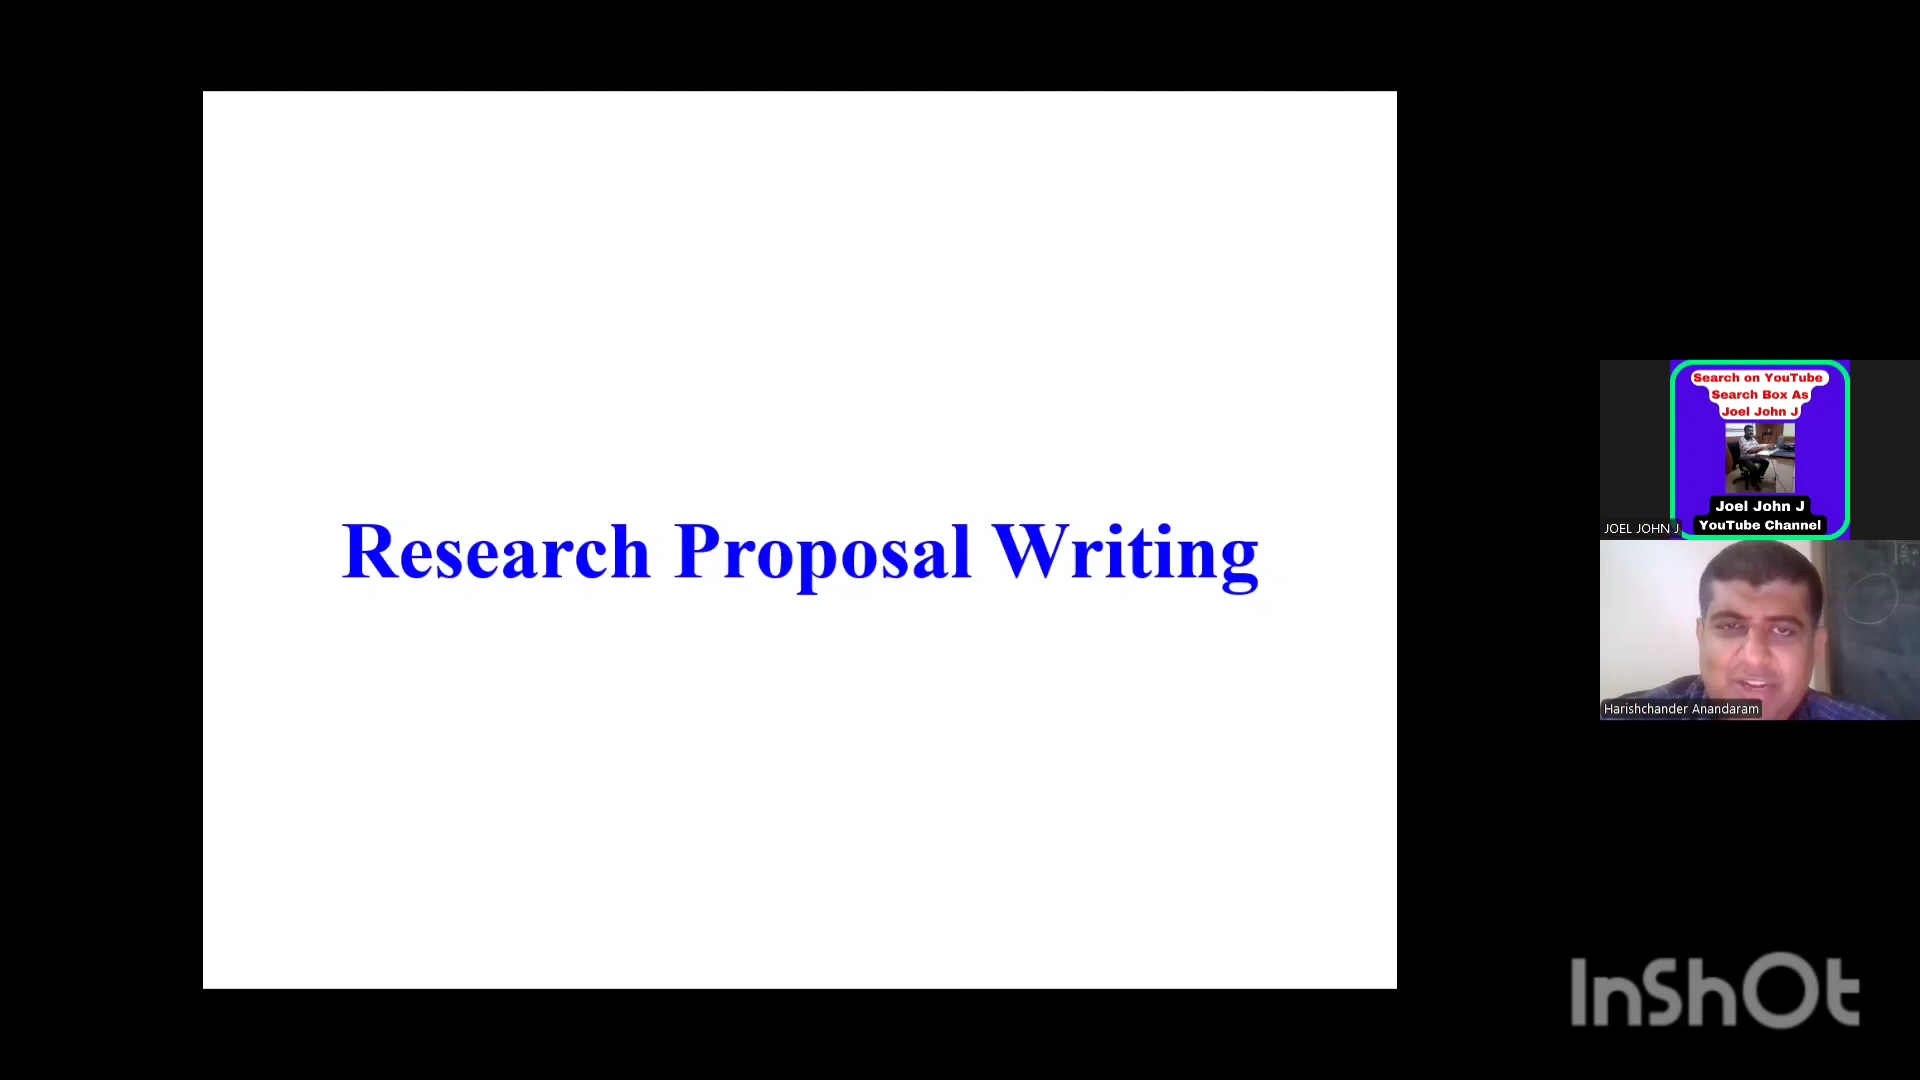 Research Proposal Writing
Search on YouTube
Search Box As
Joel John J
Joel John J
YouTube Channel
JOEL JOHN J
Harishchander Anandaram
InShOt